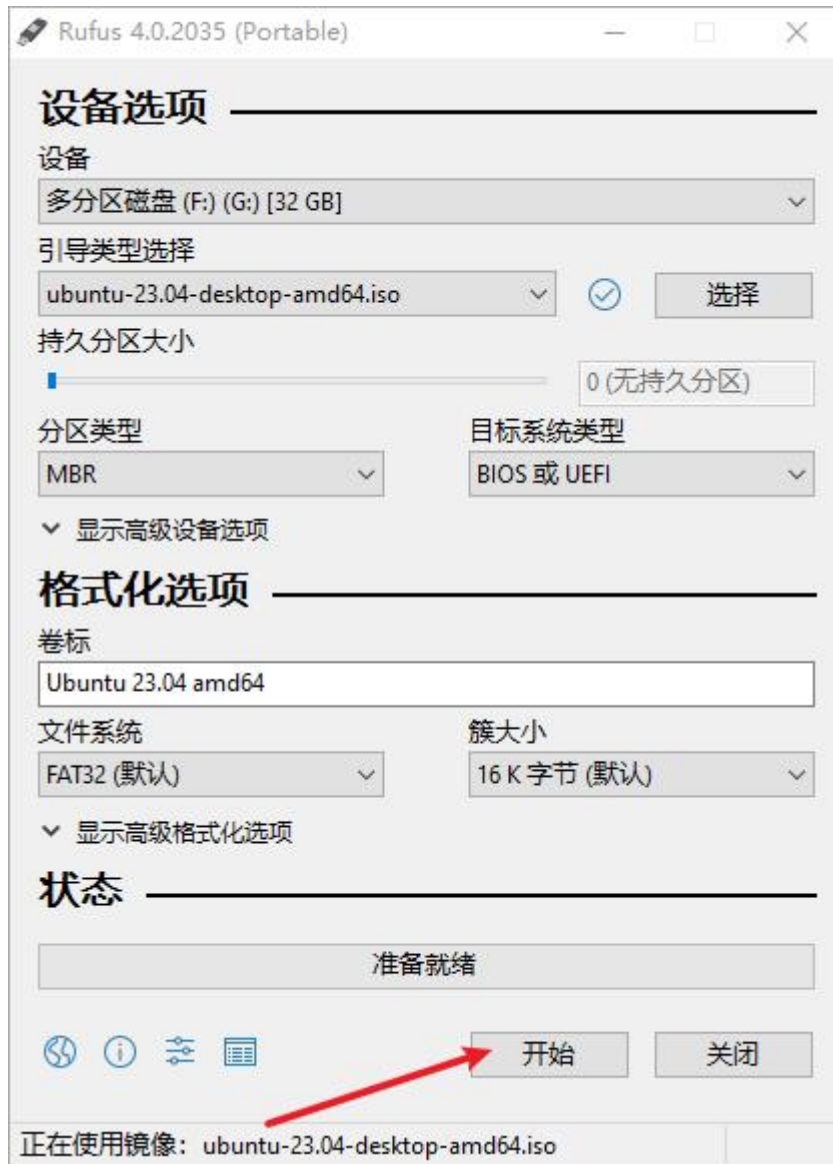 Rufus 4.0.2035 (Portable)
设备选项
设备
多分区磁盘 (F:) (G:) [32 GB]
引导类型选择
ubuntu-23.04-desktop-amd64.iso
选择
持久分区大小
0 (无持久分区)
分区类型
目标系统类型
MBR
BIOS 或 UEFI
显示高级设备选项
格式化选项
卷标
Ubuntu 23.04 amd64
文件系统
簇大小
FAT32 (默认)
16 K 字节 (默认)
显示高级格式化选项
状态
准备就绪
开始
关闭
正在使用镜像：ubuntu-23.04-desktop-amd64.iso